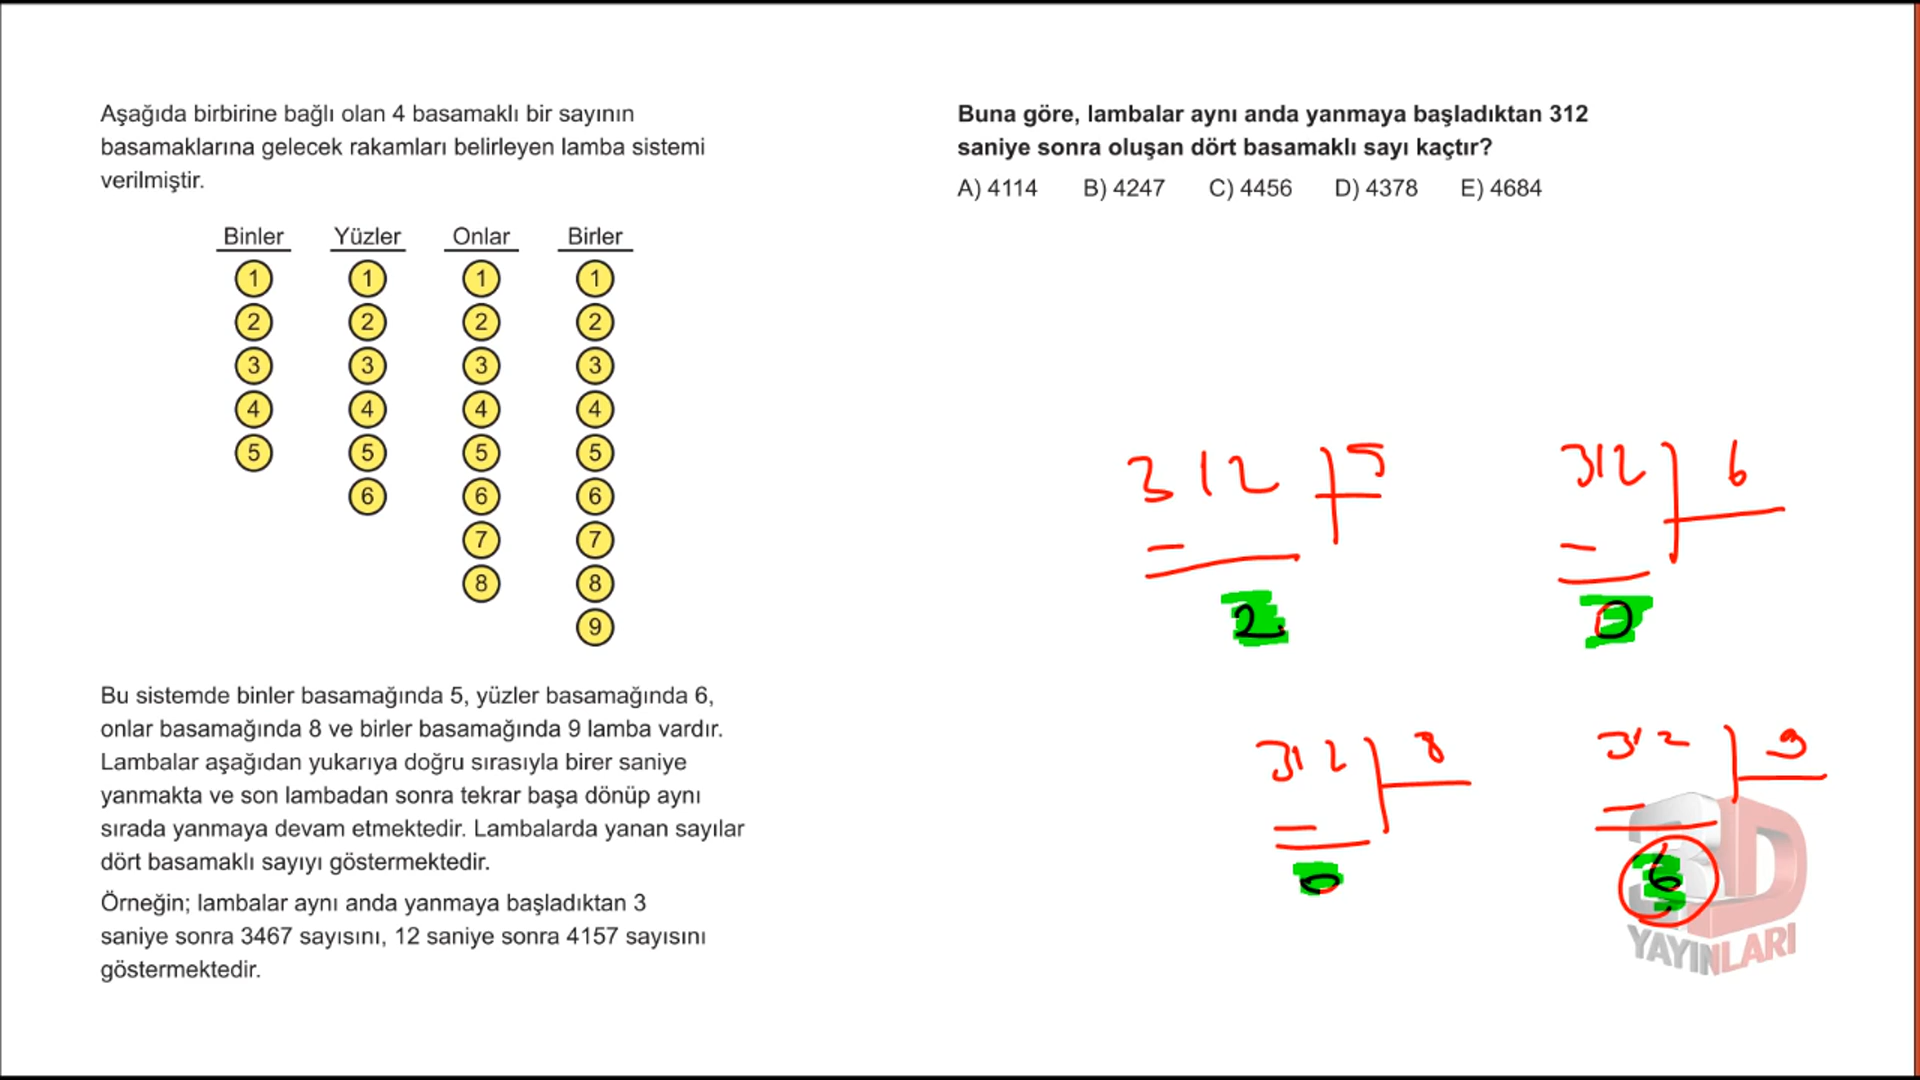 Aşağıda birbirine bağlı olan 4 basamaklı bir sayının
basamaklarına gelecek rakamları belirleyen lamba sistemi
verilmiştir.
Binler Yüzler Onlar Birler
1 1 1 1
2 2 2 2
3 3 3 3
4 4 4 4
5 5 5 5
6 6 6
7 7
8 8
9
Bu sistemde binler basamağında 5, yüzler basamağında 6,
onlar basamağında 8 ve birler basamağında 9 lamba vardır.
Lambalar aşağıdan yukarıya doğru sırasıyla birer saniye
yanmakta ve son lambadan sonra tekrar başa dönüp aynı
sırada yanmaya devam etmektedir. Lambalarda yanan sayılar
dört basamaklı sayıyı göstermektedir.
Örneğin; lambalar aynı anda yanmaya başladıktan 3
saniye sonra 3467 sayısını, 12 saniye sonra 4157 sayısını
göstermektedir.
Buna göre, lambalar aynı anda yanmaya başladıktan 312
saniye sonra oluşan dört basamaklı sayı kaçtır?
A) 4114 B) 4247 C) 4456 D) 4378 E) 4684
312 5
2
312 6
0
312 8
0
312 9
6
3D
YAYINLARI